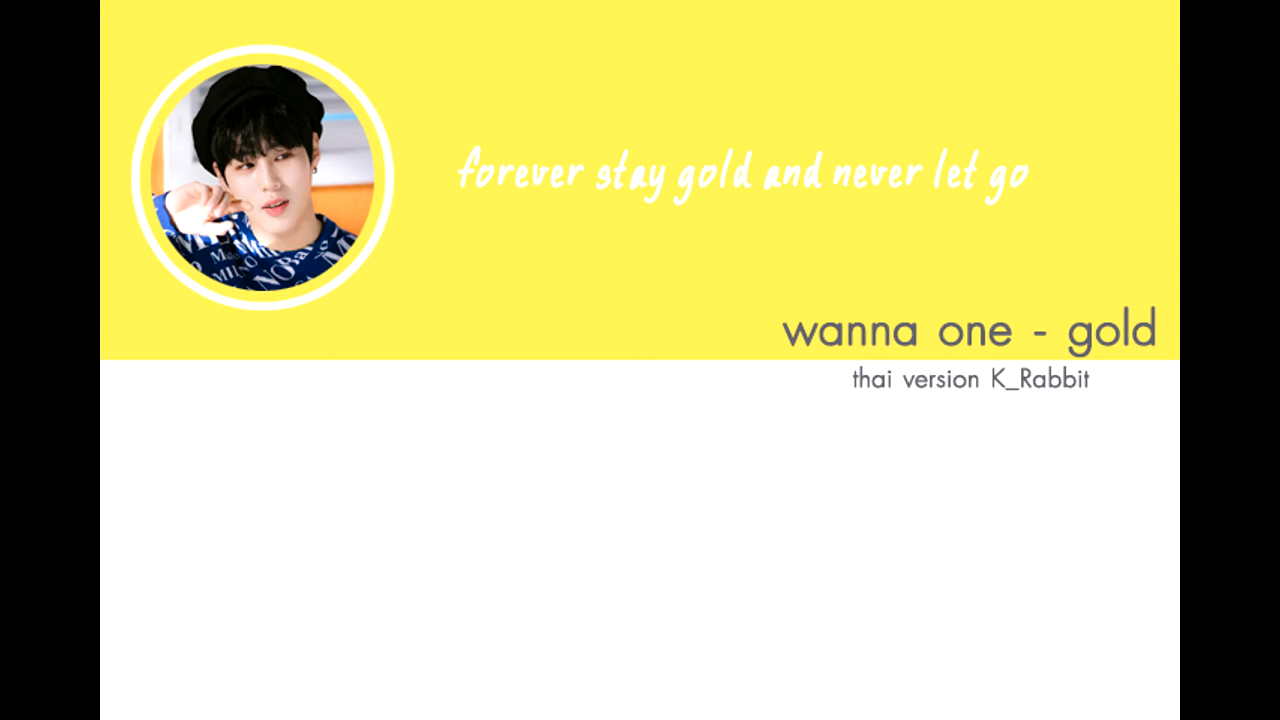 forever stay gold and never let go
wanna one - gold
thai version K_Rabbit